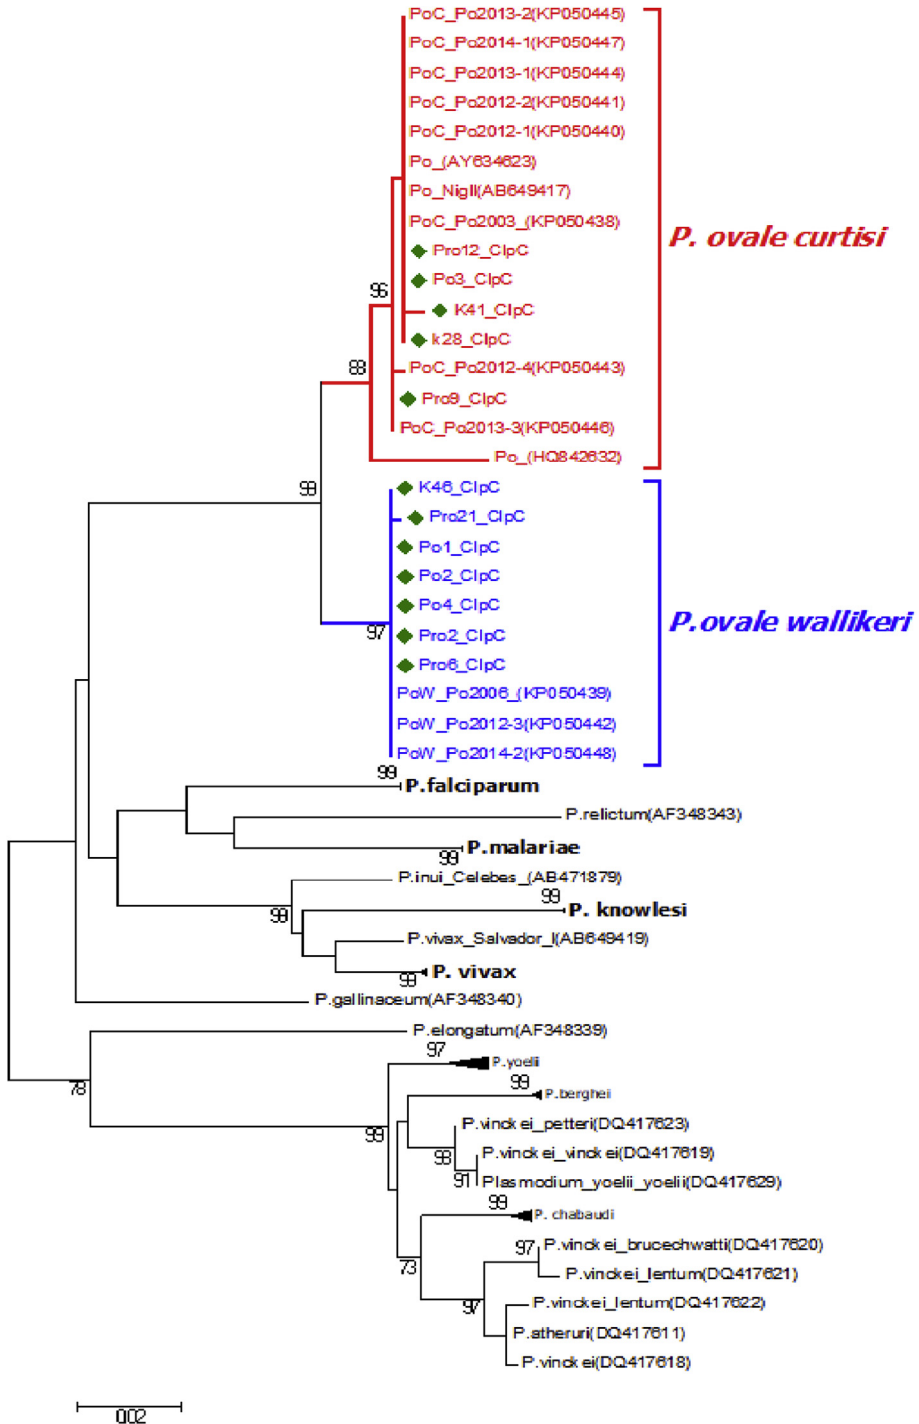 PoC_Po2013-2(KP050445)
PoC_Po2014-1(KP050447)
PoC_Po2013-1(KP050444)
PoC_Po2012-2(KP050441)
PoC_Po2012-1(KP050440)
Po_(AY634623)
Po_NigII(AB649417)
PoC_Po2003_(KP050438)
P. ovale curtisi
Pro12_ClpC
Po3_ClpC
96
K41_ClpC
k28_ClpC
88
PoC_Po2012-4(KP050443)
Pro9_ClpC
PoC_Po2013-3(KP050446)
Po_(HQ842632)
98
K46_ClpC
Pro21_ClpC
Po1_ClpC
Po2_ClpC
Po4_ClpC
P.ovale wallikeri
97
Pro2_ClpC
Pro6_ClpC
PoW_Po2006_(KP050439)
PoW_Po2012-3(KP050442)
PoW_Po2014-2(KP050448)
99
P.falciparum
P.relictum(AF348343)
P.malariae
99
P.inui_Celebes_(AB471879)
99
P. knowlesi
98
P.vivax_Salvador_I(AB649419)
P. vivax
98
P.gallinaceum(AF348340)
P.elongatum(AF348339)
97
P.yoelii
78
99
P.berghei
P.vinckei_petteri(DQ417623)
99
98
P.vinckei_vinckei(DQ417619)
91
Plasmodium_yoelii_yoelii(DQ417629)
99
P. chabaudi
97
P.vinckei_brucechwatti(DQ417620)
73
P.vinckei_lentum(DQ417621)
97
P.vinckei_lentum(DQ417622)
P.atheruri(DQ417611)
P.vinckei(DQ417618)
0.02